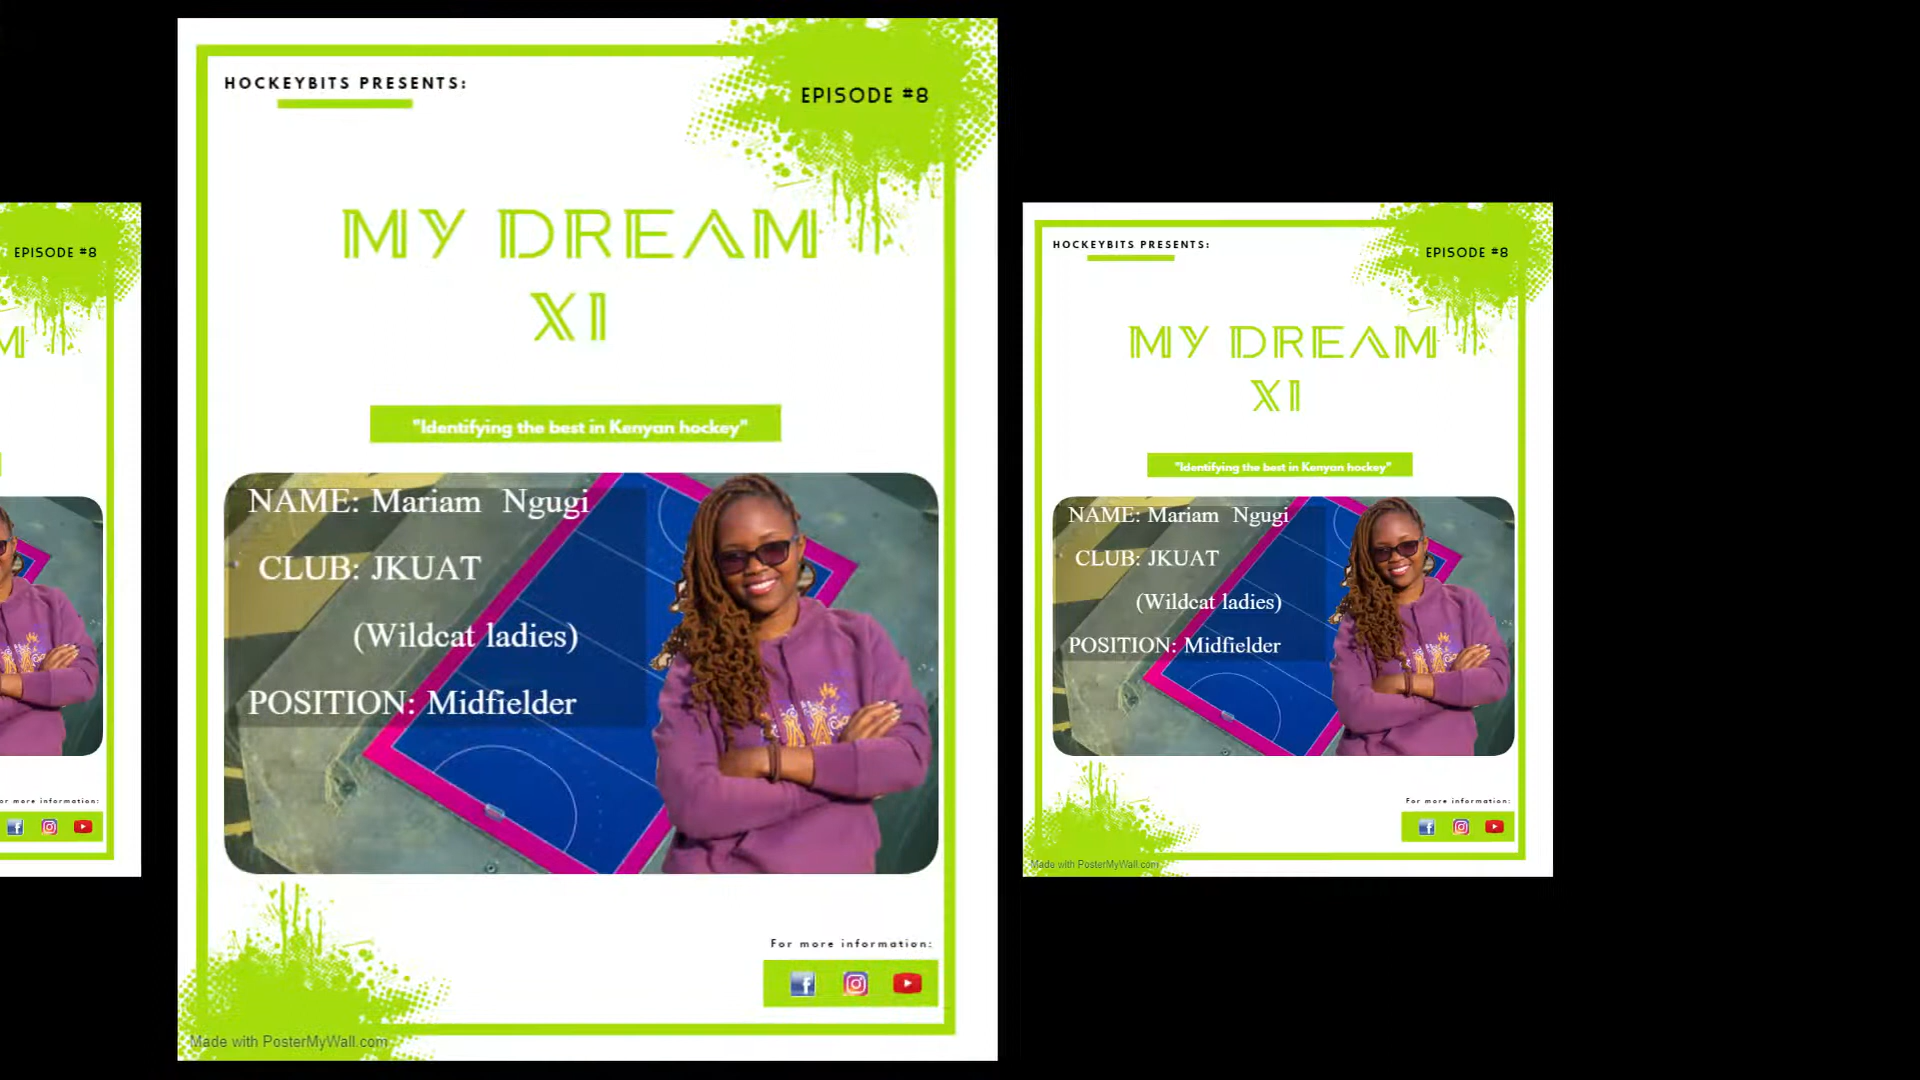 HOCKEYBITS PRESENTS:
EPISODE #8
MY DREAM
XI
"Identifying the best in Kenyan hockey"
NAME: Mariam Ngugi
CLUB: JKUAT
(Wildcat ladies)
POSITION: Midfielder
For more information:
Made with PosterMyWall.com
EPISODE #8
M
or more information:
HOCKEYBITS PRESENTS:
EPISODE #8
MY DREAM
XI
"Identifying the best in Kenyan hockey"
NAME: Mariam Ngugi
CLUB: JKUAT
(Wildcat ladies)
POSITION: Midfielder
For more information:
Made with PosterMyWall.com